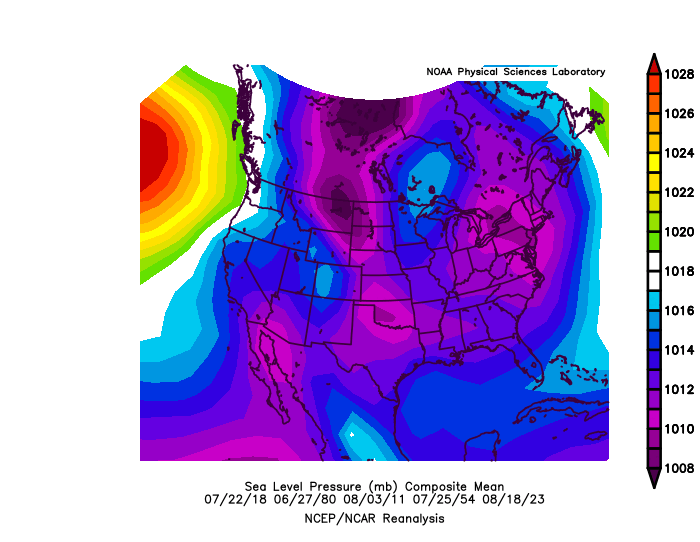 NOAA Physical Sciences Laboratory
1028
1026
1024
1022
1020
1018
1016
1014
1012
1010
1008
Sea Level Pressure (mb) Composite Mean
07/22/18 06/27/80 08/03/11 07/25/54 08/18/23
NCEP/NCAR Reanalysis